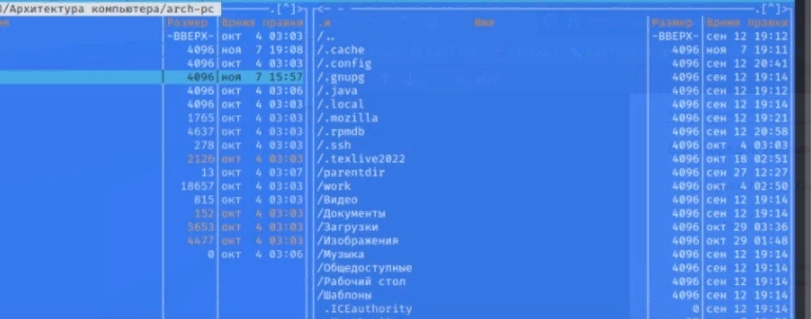 /Архитектура компьютера/arch-pc .[^]> <— ~ .[^]>
Размер Время правки .и Имя Размер Время правки
-ВВЕРХ- окт 4 03:03 /.. -ВВЕРХ- сен 12 19:12
4096 ноя 7 19:08 /.cache 4096 ноя 7 19:11
4096 окт 4 03:03 /.config 4096 сен 12 20:41
4096 ноя 7 15:57 /.gnupg 4096 сен 12 19:14
4096 окт 4 03:06 /.java 4096 сен 12 19:12
4096 окт 4 03:03 /.local 4096 сен 12 19:14
1765 окт 4 03:03 /.mozilla 4096 сен 12 19:21
4637 окт 4 03:03 /.rpmdb 4096 сен 12 20:58
278 окт 4 03:03 /.ssh 4096 окт 4 03:03
2126 окт 4 03:03 /.texlive2022 4096 окт 18 02:51
13 окт 4 03:07 /parentdir 4096 сен 27 12:27
18657 окт 4 03:03 /work 4096 окт 4 02:50
815 окт 4 03:03 /Видео 4096 сен 12 19:14
152 окт 4 03:03 /Документы 4096 сен 12 19:14
5653 окт 4 03:03 /Загрузки 4096 окт 29 03:36
4477 окт 4 03:03 /Изображения 4096 окт 29 01:48
0 окт 4 03:06 /Музыка 4096 сен 12 19:14
/Общедоступные 4096 сен 12 19:14
/Рабочий стол 4096 сен 12 19:14
/Шаблоны 4096 сен 12 19:14
.ICEauthority 0 сен 12 19:14